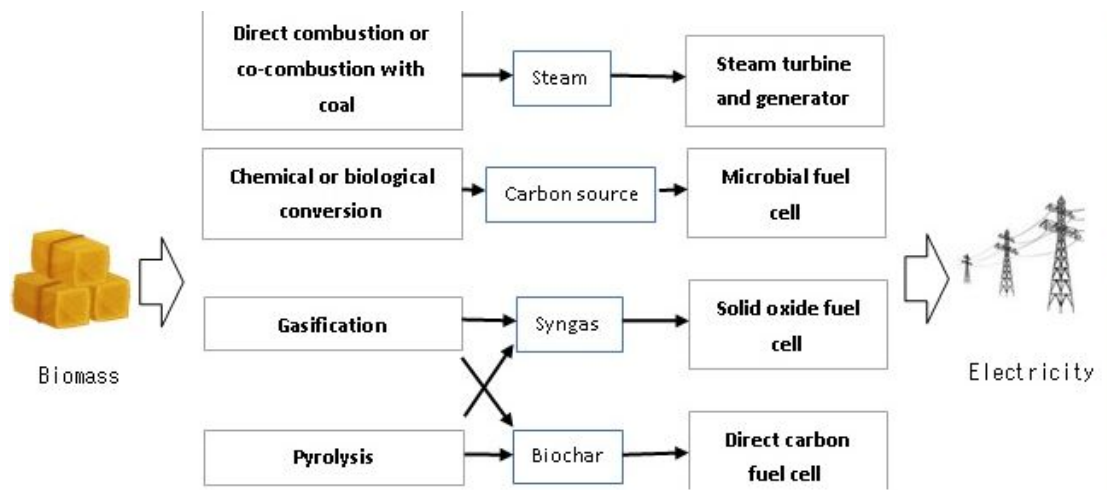 Direct combustion or
co-combustion with
coal
Steam
Steam turbine
and generator
Chemical or biological
conversion
Carbon source
Microbial fuel
cell
Gasification
Syngas
Solid oxide fuel
cell
Biomass
Electricity
Pyrolysis
Biochar
Direct carbon
fuel cell